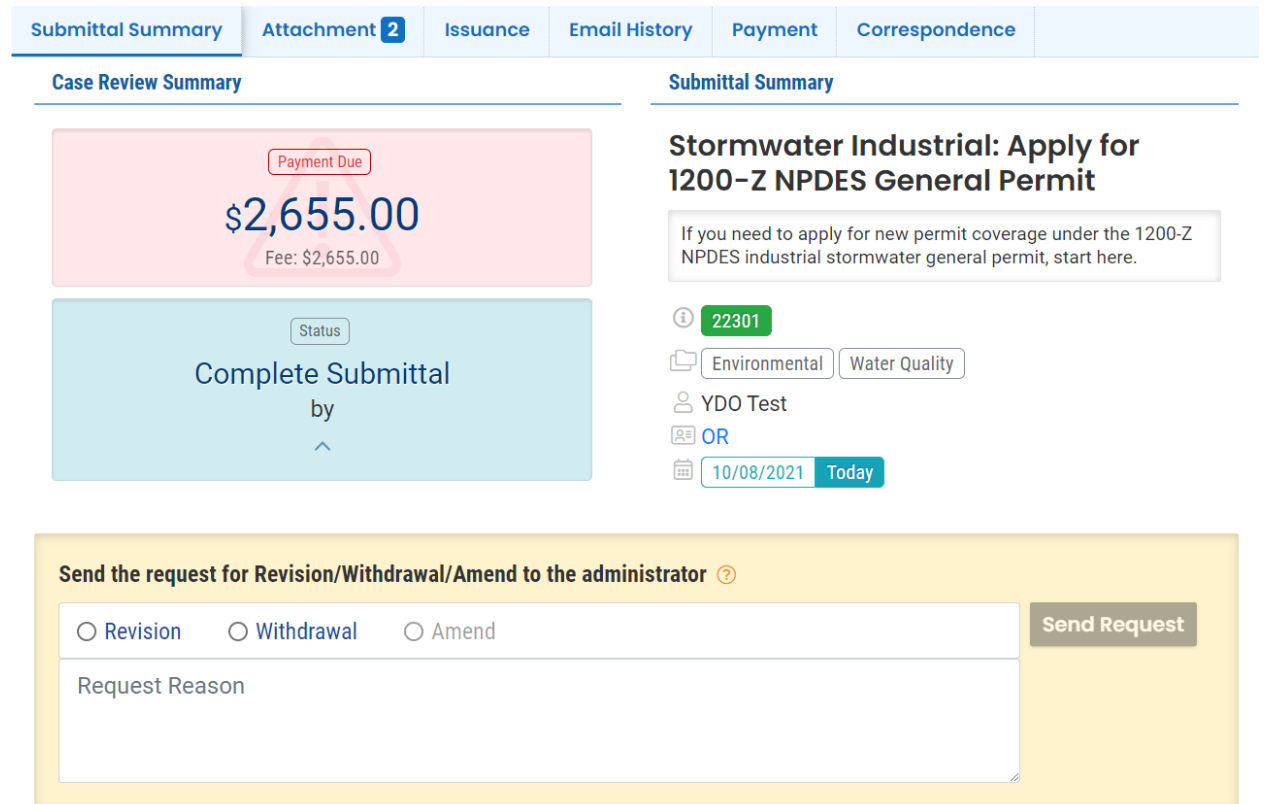 Submittal Summary
Attachment 2
Issuance
Email History
Payment
Correspondence
Case Review Summary
Payment Due
$2,655.00
Fee: $2,655.00
Status
Complete Submittal
by
Submittal Summary
Stormwater Industrial: Apply for
1200-Z NPDES General Permit
If you need to apply for new permit coverage under the 1200-Z
NPDES industrial stormwater general permit, start here.
22301
Environmental Water Quality
YDO Test
OR
10/08/2021 Today
Send the request for Revision/Withdrawal/Amend to the administrator ?
Revision Withdrawal Amend
Send Request
Request Reason